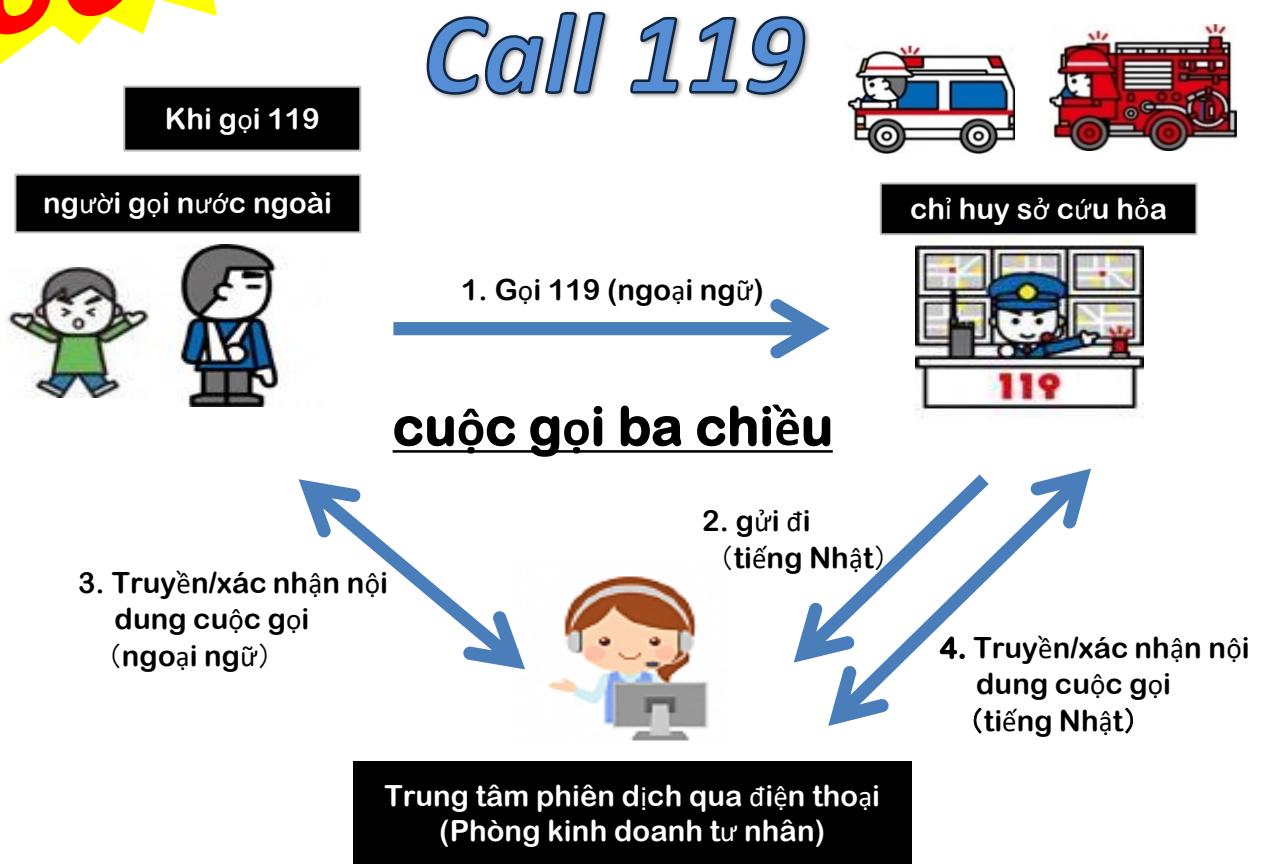 Call 119
Khi gọi 119
người gọi nước ngoài
chỉ huy sở cứu hỏa
1. Gọi 119 (ngoại ngữ)
119
cuộc gọi ba chiều
2. gửi đi
（tiếng Nhật）
3. Truyền/xác nhận nội
dung cuộc gọi
（ngoại ngữ）
4. Truyền/xác nhận nội
dung cuộc gọi
（tiếng Nhật）
Trung tâm phiên dịch qua điện thoại
(Phòng kinh doanh tư nhân)